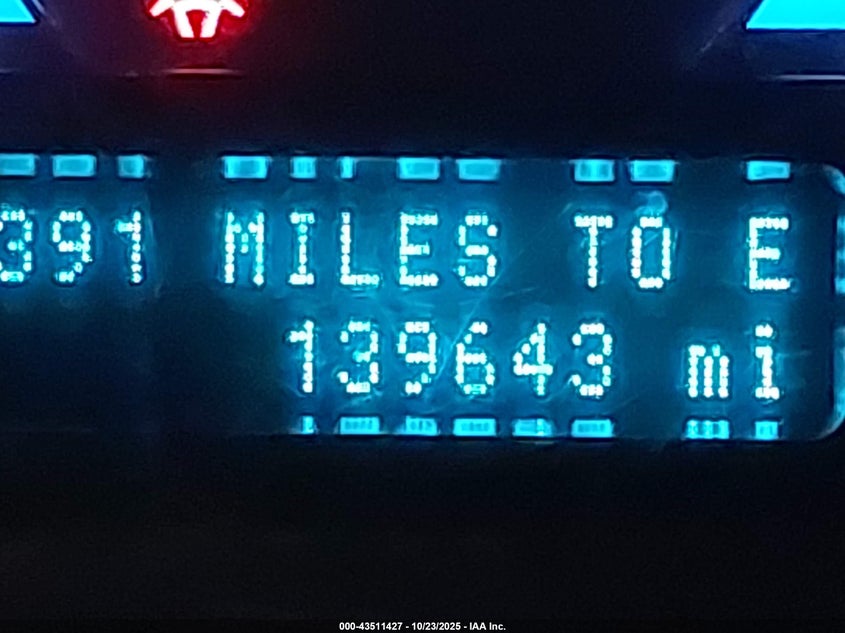 391 MILES TO E
139643 mi
000-43511427 - 10/23/2025 - IAA Inc.